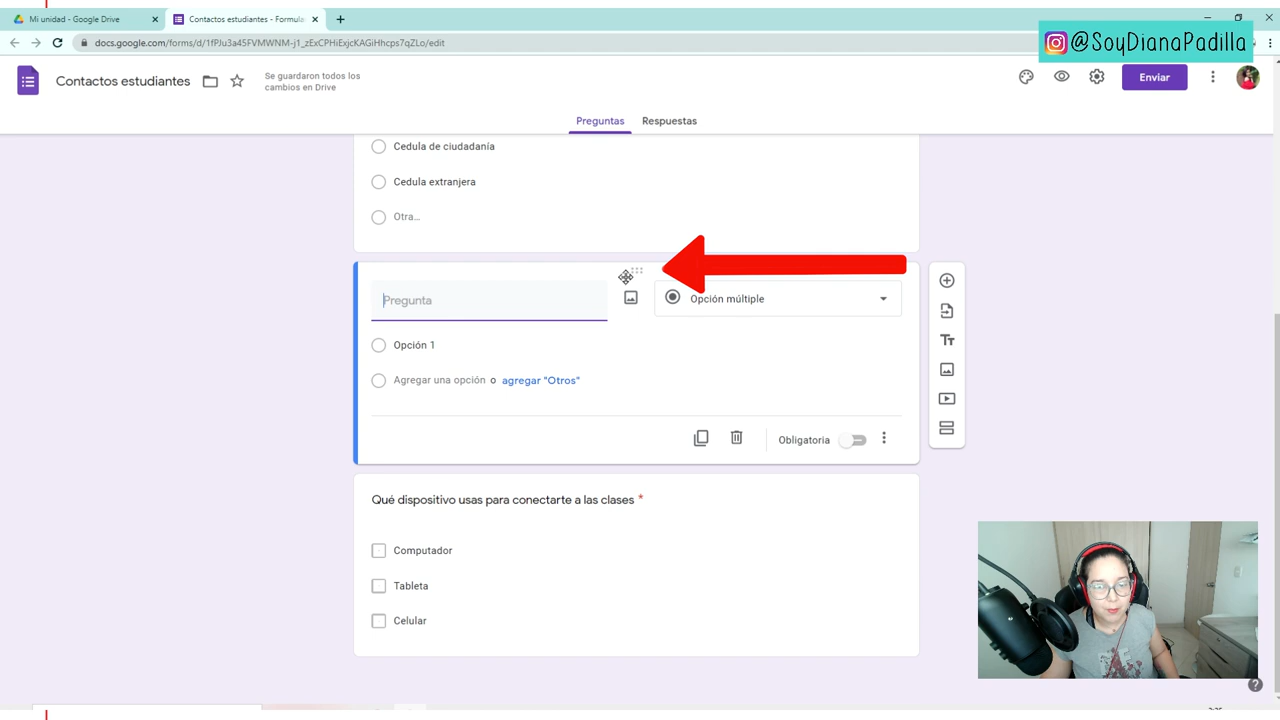 Mi unidad - Google Drive
Contactos estudiantes - Formula
docs.google.com/forms/d/1fPJu3a45FVMWNM-j1_zExCPHiExjcKAGiHhcps7qZLo/edit
@SoyDianaPadilla
Contactos estudiantes
Se guardaron todos los
cambios en Drive
Enviar
Preguntas
Respuestas
Cedula de ciudadanía
Cedula extranjera
Otra...
Pregunta
Opción múltiple
Opción 1
Agregar una opción o agregar "Otros"
Obligatoria
Qué dispositivo usas para conectarte a las clases *
Computador
Tableta
Celular